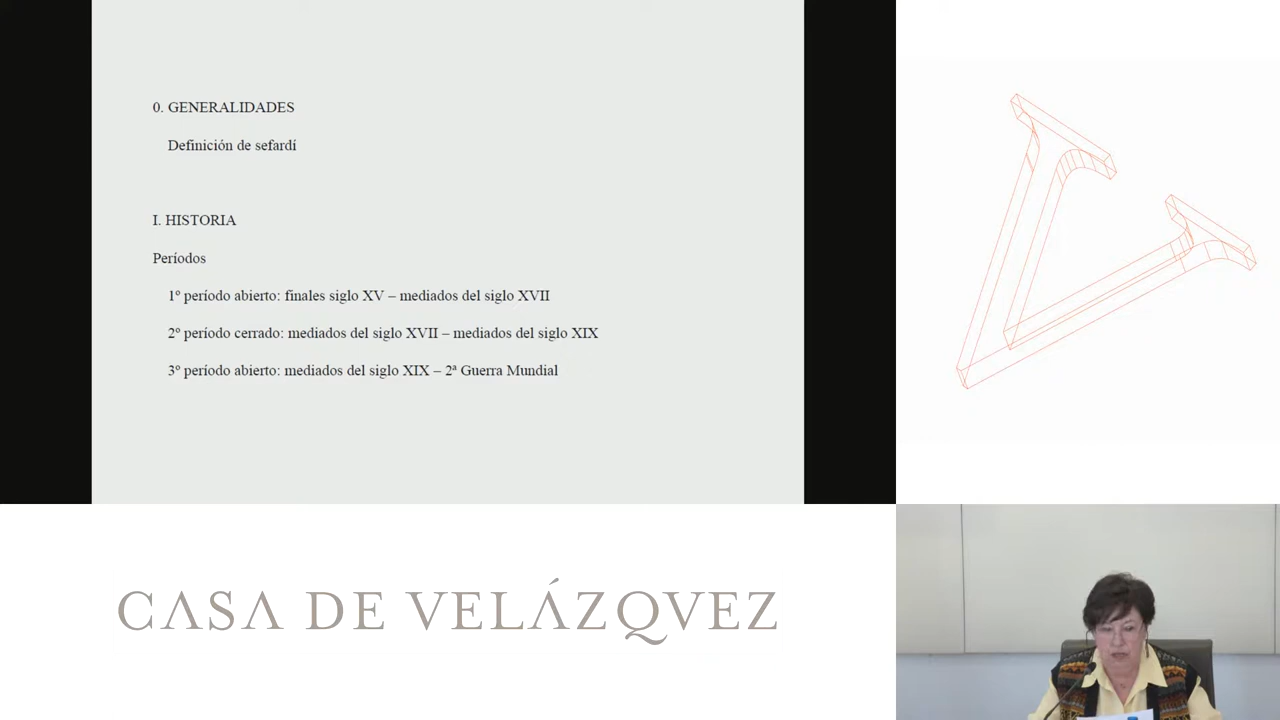 0. GENERALIDADES
Definición de sefardí
I. HISTORIA
Períodos
1º período abierto: finales siglo XV – mediados del siglo XVII
2º período cerrado: mediados del siglo XVII – mediados del siglo XIX
3º período abierto: mediados del siglo XIX – 2ª Guerra Mundial
CASA DE VELÁZQVEZ